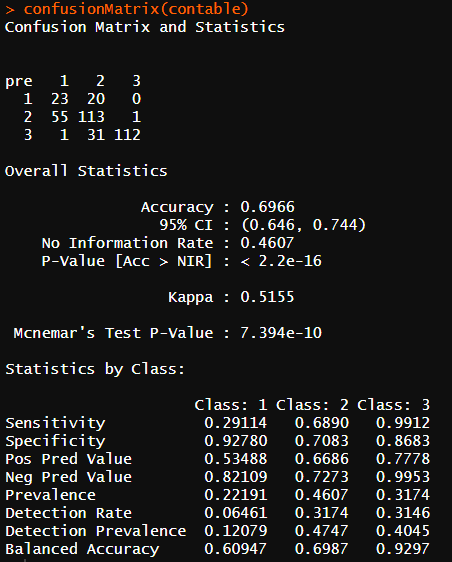 > confusionMatrix(contable)
Confusion Matrix and Statistics
pre 1 2 3
1 23 20 0
2 55 113 1
3 1 31 112
Overall Statistics
Accuracy : 0.6966
95% CI : (0.646, 0.744)
No Information Rate : 0.4607
P-Value [Acc > NIR] : < 2.2e-16
Kappa : 0.5155
Mcnemar's Test P-Value : 7.394e-10
Statistics by Class:
Class: 1 Class: 2 Class: 3
Sensitivity 0.29114 0.6890 0.9912
Specificity 0.92780 0.7083 0.8683
Pos Pred Value 0.53488 0.6686 0.7778
Neg Pred Value 0.82109 0.7273 0.9953
Prevalence 0.22191 0.4607 0.3174
Detection Rate 0.06461 0.3174 0.3146
Detection Prevalence 0.12079 0.4747 0.4045
Balanced Accuracy 0.60947 0.6987 0.9297